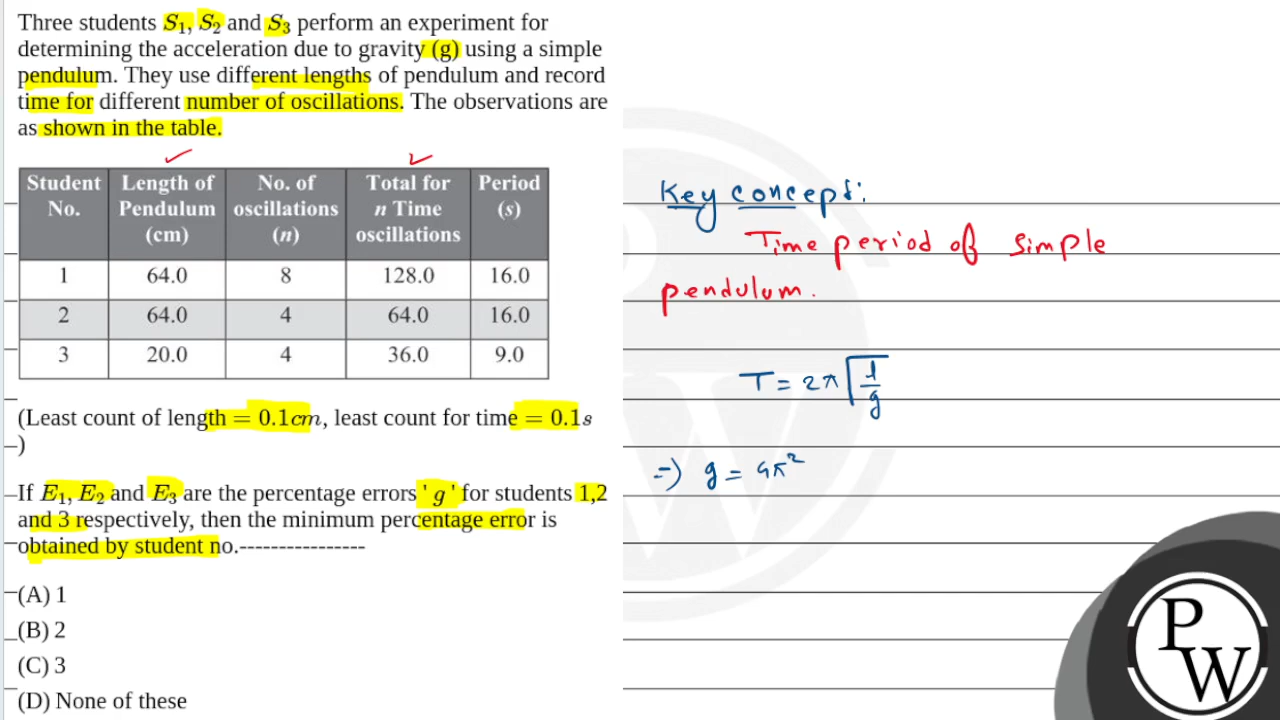 Three students S₁, S₂ and S₃ perform an experiment for
determining the acceleration due to gravity (g) using a simple
pendulum. They use different lengths of pendulum and record
time for different number of oscillations. The observations are
as shown in the table.
Student No. Length of Pendulum (cm) No. of oscillations (n) Total for n Time oscillations Period (s)
1 64.0 8 128.0 16.0
2 64.0 4 64.0 16.0
3 20.0 4 36.0 9.0
(Least count of length = 0.1cm, least count for time = 0.1s
)
If E₁, E₂ and E₃ are the percentage errors ' g ' for students 1,2
and 3 respectively, then the minimum percentage error is
obtained by student no.----------------
(A) 1
(B) 2
(C) 3
(D) None of these
Key concept:
Time period of simple
pendulum.
T = 2π√(l/g)
⇒ g = 4π²
PW